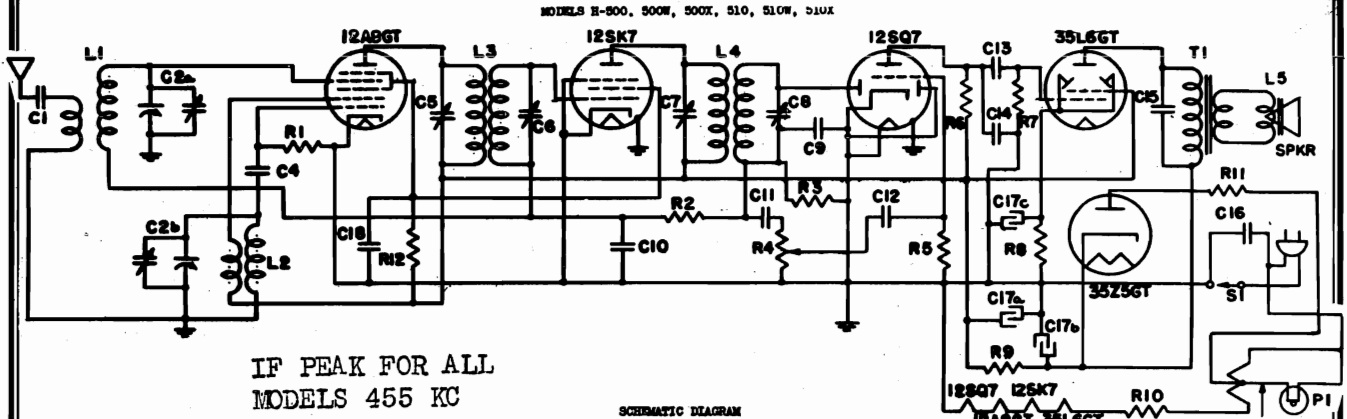 MODELS H-500, 500W, 500X, 510, 510W, 510X
12A8GT
12SK7
12SQ7
35L6GT
L1
C2a
L3
L4
C13
T1
L5
C1
C5
C6
C7
C8
C9
R6
C14
R7
C15
SPKR
R1
C4
R3
R11
C2b
L2
C18
R12
R2
C10
C11
R4
C12
R5
C17c
R8
C16
35Z5GT
S1
C17a
C17b
R9
IF PEAK FOR ALL
MODELS 455 KC
SCHEMATIC DIAGRAM
12SQ7 12SK7
35L6GT
R10
P1